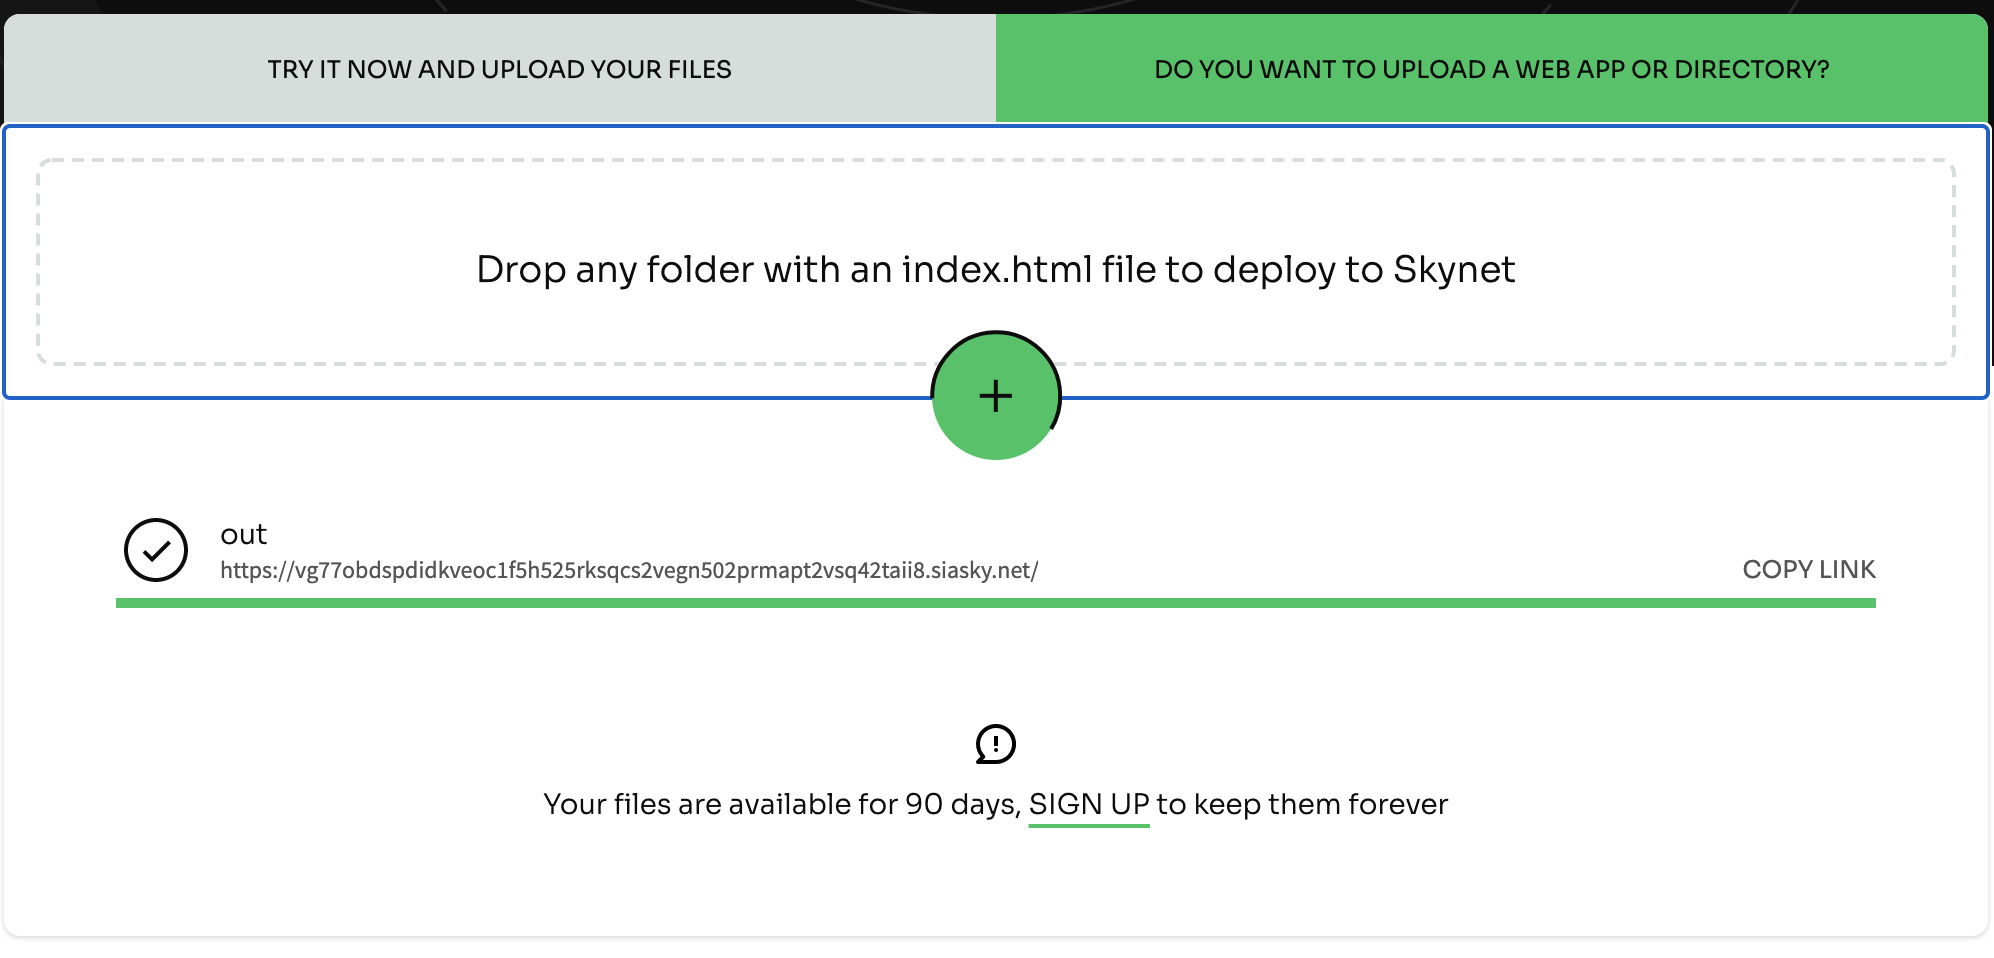 TRY IT NOW AND UPLOAD YOUR FILES
DO YOU WANT TO UPLOAD A WEB APP OR DIRECTORY?
Drop any folder with an index.html file to deploy to Skynet
+
out
https://vg77obdspdidkveoc1f5h525rksqcs2vegn502prmapt2vsq42taii8.siasky.net/
COPY LINK
Your files are available for 90 days, SIGN UP to keep them forever